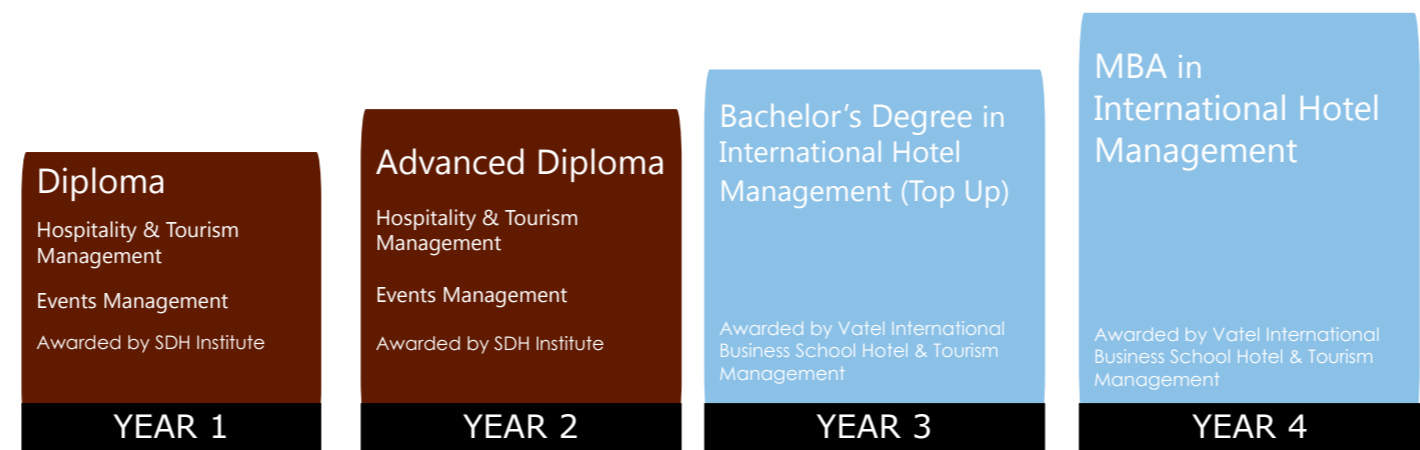 Diploma
Hospitality & Tourism
Management
Events Management
Awarded by SDH Institute
YEAR 1
Advanced Diploma
Hospitality & Tourism
Management
Events Management
Awarded by SDH Institute
YEAR 2
Bachelor’s Degree in
International Hotel
Management (Top Up)
Awarded by Vatel International
Business School Hotel & Tourism
Management
YEAR 3
MBA in
International Hotel
Management
Awarded by Vatel International
Business School Hotel & Tourism
Management
YEAR 4